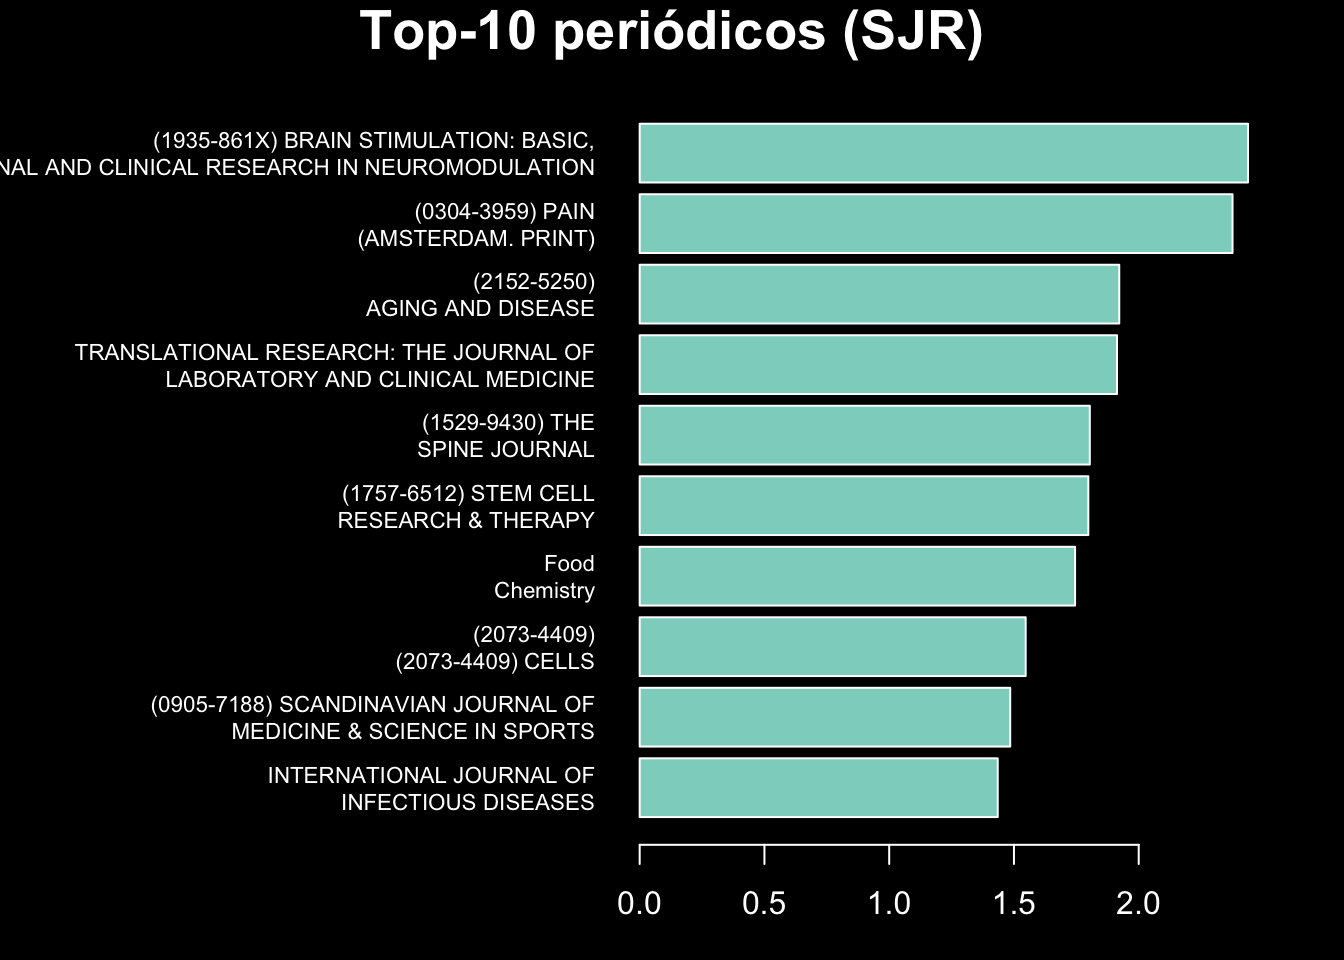 Top-10 periódicos (SJR)
(1935-861X) BRAIN STIMULATION: BASIC,
AND CLINICAL RESEARCH IN NEUROMODULATION
(0304-3959) PAIN
(AMSTERDAM. PRINT)
(2152-5250)
AGING AND DISEASE
TRANSLATIONAL RESEARCH: THE JOURNAL OF
LABORATORY AND CLINICAL MEDICINE
(1529-9430) THE
SPINE JOURNAL
(1757-6512) STEM CELL
RESEARCH & THERAPY
Food
Chemistry
(2073-4409)
(2073-4409) CELLS
(0905-7188) SCANDINAVIAN JOURNAL OF
MEDICINE & SCIENCE IN SPORTS
INTERNATIONAL JOURNAL OF
INFECTIOUS DISEASES
0.0 0.5 1.0 1.5 2.0